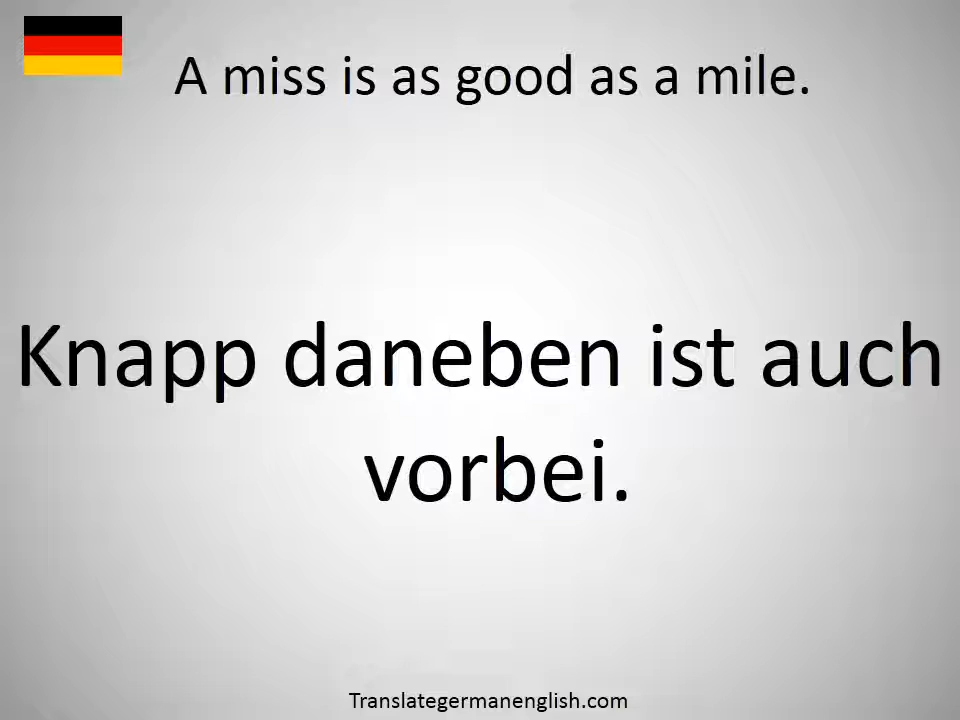 A miss is as good as a mile.
Knapp daneben ist auch
vorbei.
Translategermanenglish.com